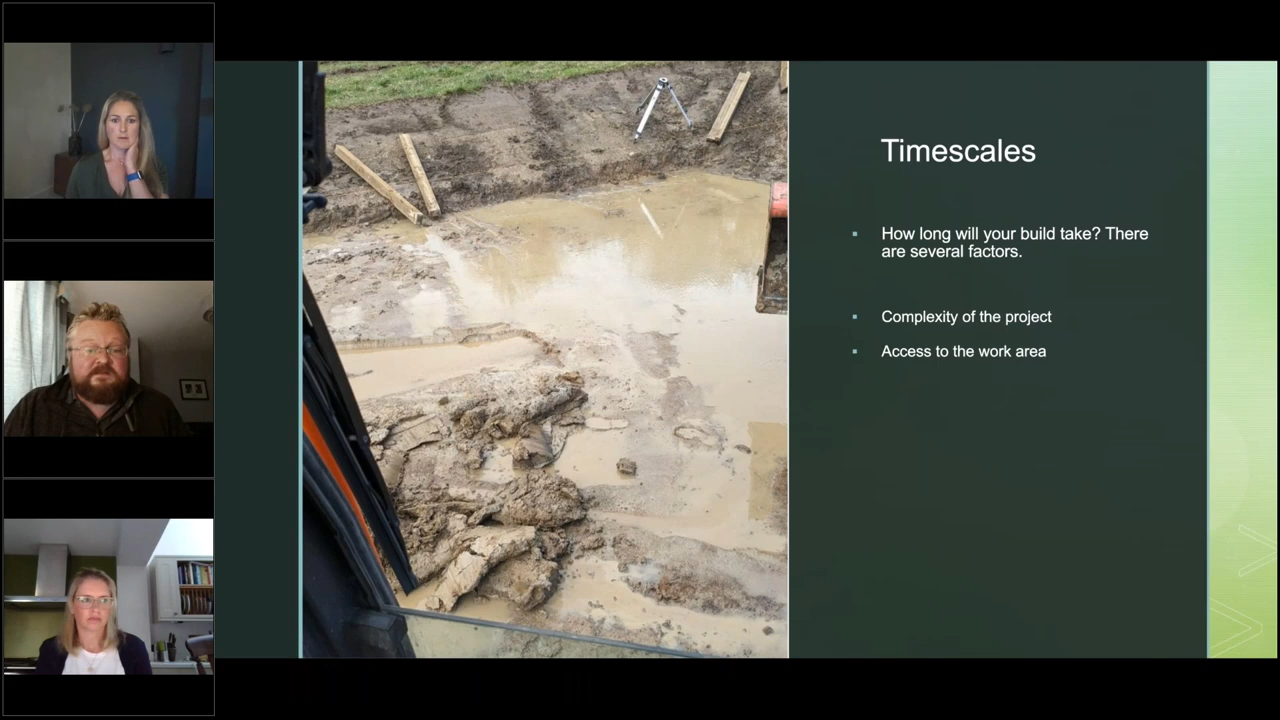 Timescales
How long will your build take? There
are several factors.
Complexity of the project
Access to the work area